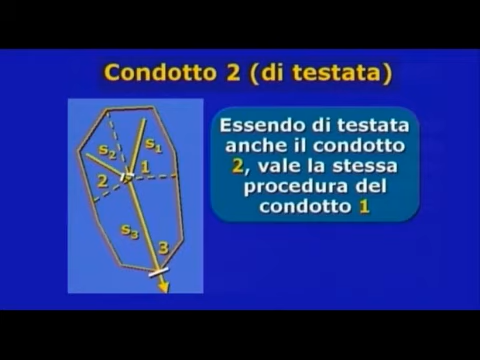 Condotto 2 (di testata)
Essendo di testata
anche il condotto
2, vale la stessa
procedura del
condotto 1
s2
s1
2
1
s3
3